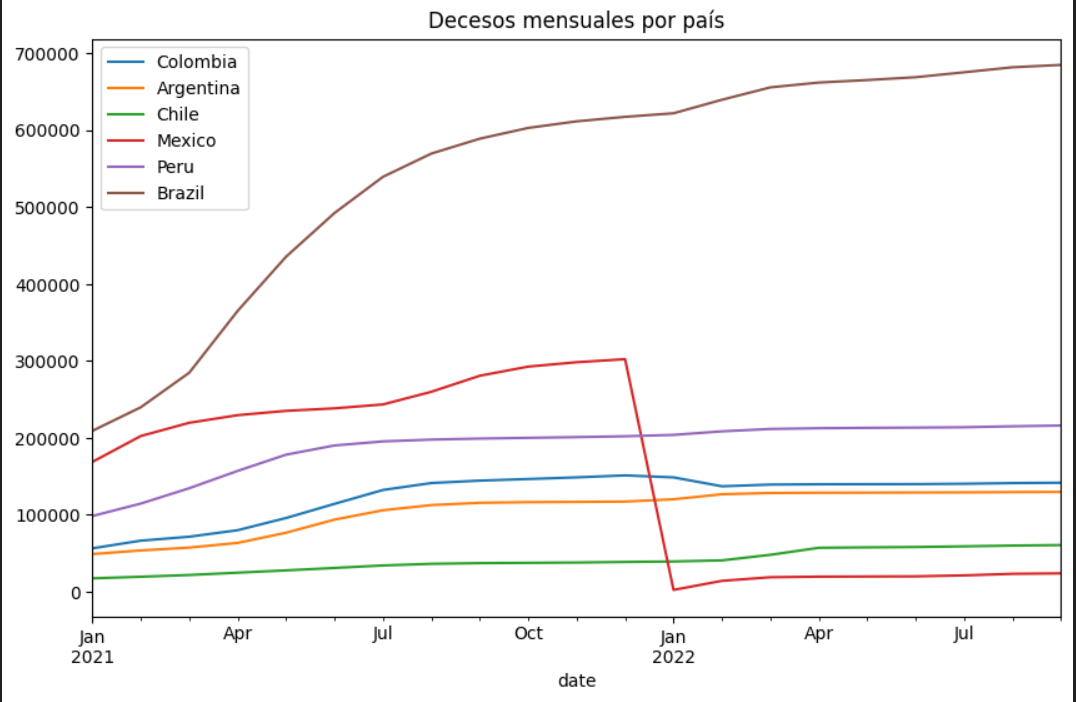 Decesos mensuales por país
700000
600000
500000
400000
300000
200000
100000
0
Colombia
Argentina
Chile
Mexico
Peru
Brazil
Jan Apr Jul Oct Jan Apr Jul
2021 2022
date